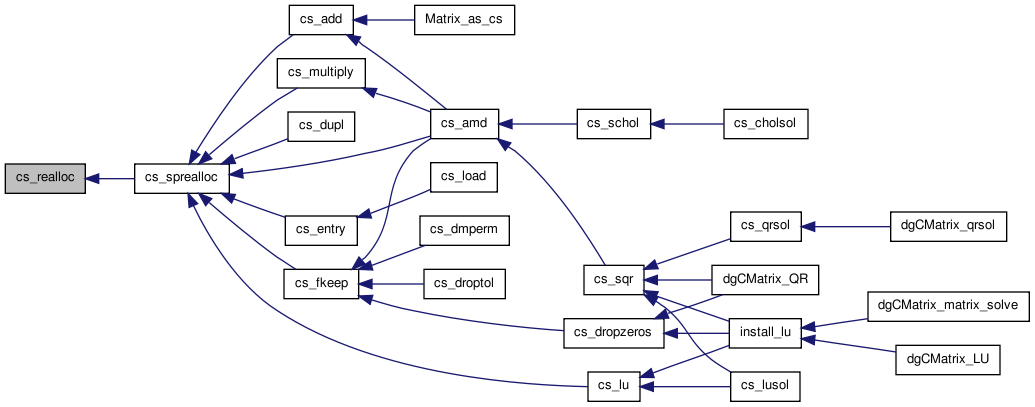 cs_add
Matrix_as_cs
cs_multiply
cs_dupl
cs_amd
cs_schol
cs_cholsol
cs_realloc
cs_sprealloc
cs_load
cs_entry
cs_qrsol
dgCMatrix_qrsol
cs_dmperm
cs_fkeep
cs_droptol
cs_sqr
dgCMatrix_QR
dgCMatrix_matrix_solve
cs_dropzeros
install_lu
dgCMatrix_LU
cs_lu
cs_lusol